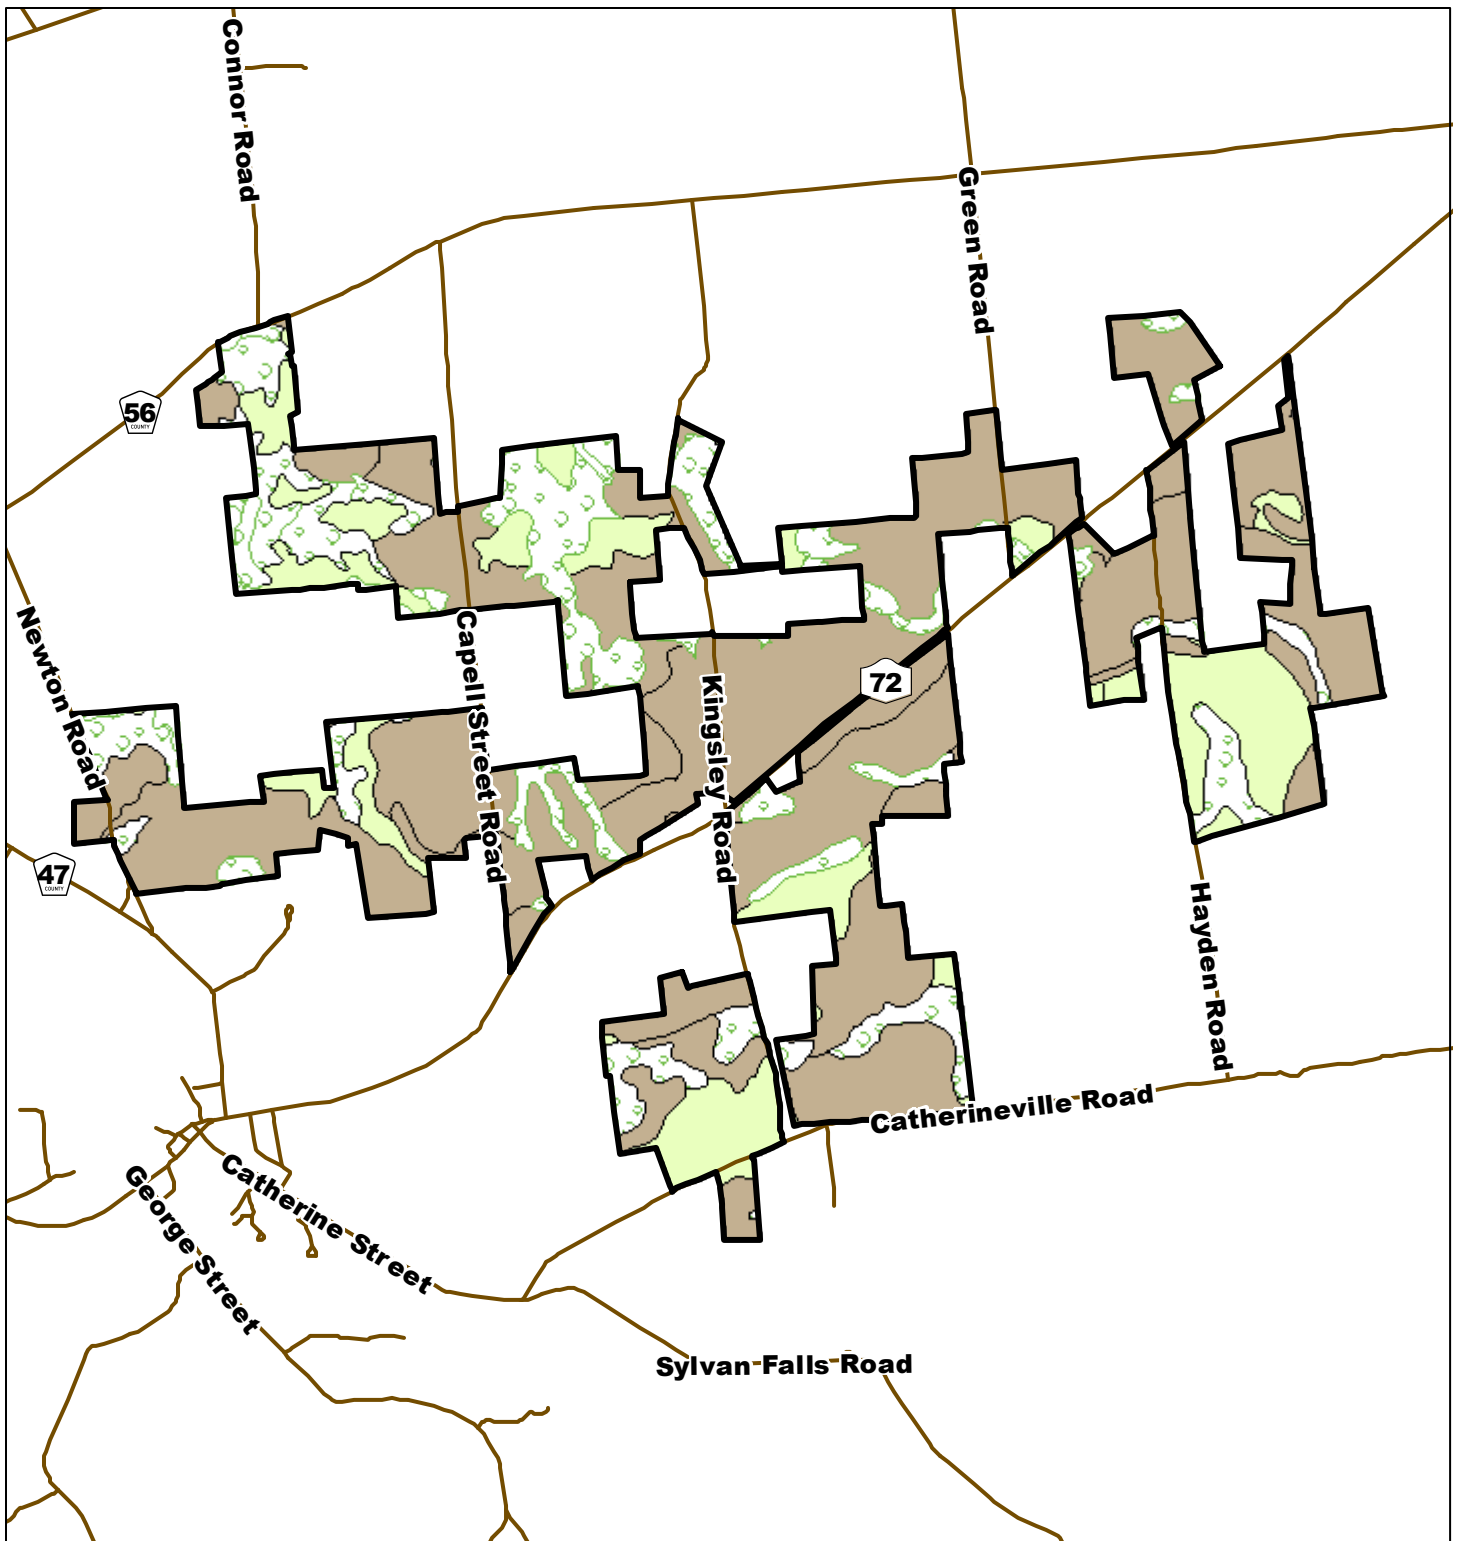 Connor Road
Green Road
56
COUNTY
Newton Road
Capell Street Road
Kingsley Road
72
47
COUNTY
Hayden Road
Catherineville Road
Catherine Street
George Street
Sylvan Falls Road